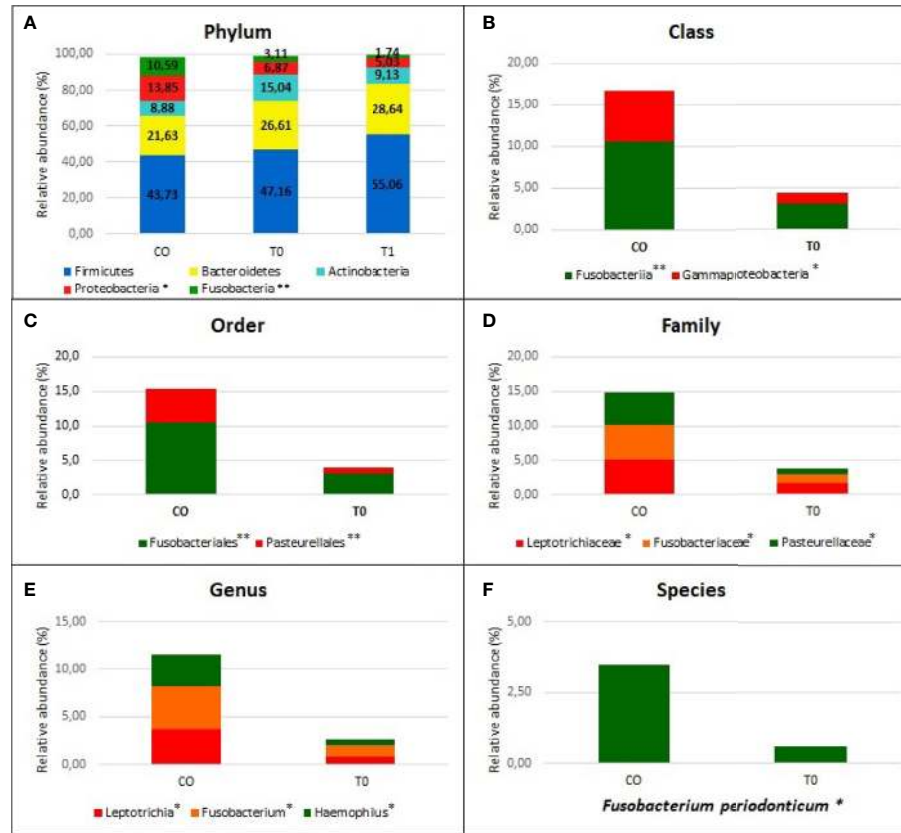 A
Phylum
Relative abundance (%)
100,00
80,00
60,00
40,00
20,00
0,00
10,59
13,85
8,88
21,63
43,73
3,11
6,87
15,04
26,61
47,16
1,74
5,03
9,13
28,64
55,06
CO T0 T1
Firmicutes Bacteroidetes Actinobacteria
Proteobacteria * Fusobacteria **
B
Class
Relative abundance (%)
20,00
15,00
10,00
5,00
0,00
CO T0
Fusobacteriia** Gammaproteobacteria *
C
Order
Relative abundance (%)
20,0
15,0
10,0
5,0
0,0
CO T0
Fusobacteriales** Pasteurellales**
D
Family
Relative abundance (%)
20,00
15,00
10,00
5,00
0,00
CO T0
Leptotrichiaceae * Fusobacteriaceae* Pasteurellaceae*
E
Genus
Relative abundance (%)
15,00
10,00
5,00
0,00
CO T0
Leptotrichia* Fusobacterium* Haemophilus*
F
Species
Relative abundance (%)
5,00
2,50
0,00
CO T0
Fusobacterium periodonticum *